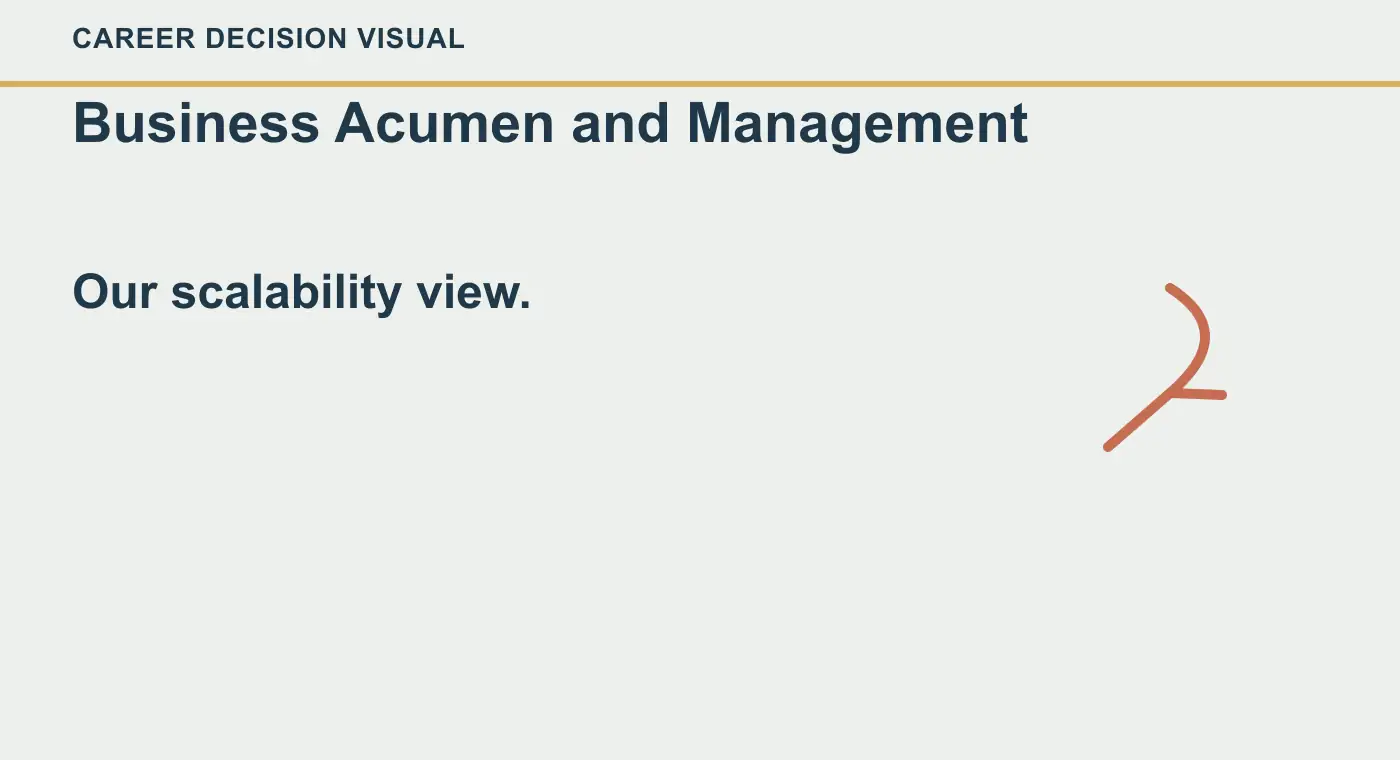 CAREER DECISION VISUAL
Business Acumen and Management
Our scalability view.